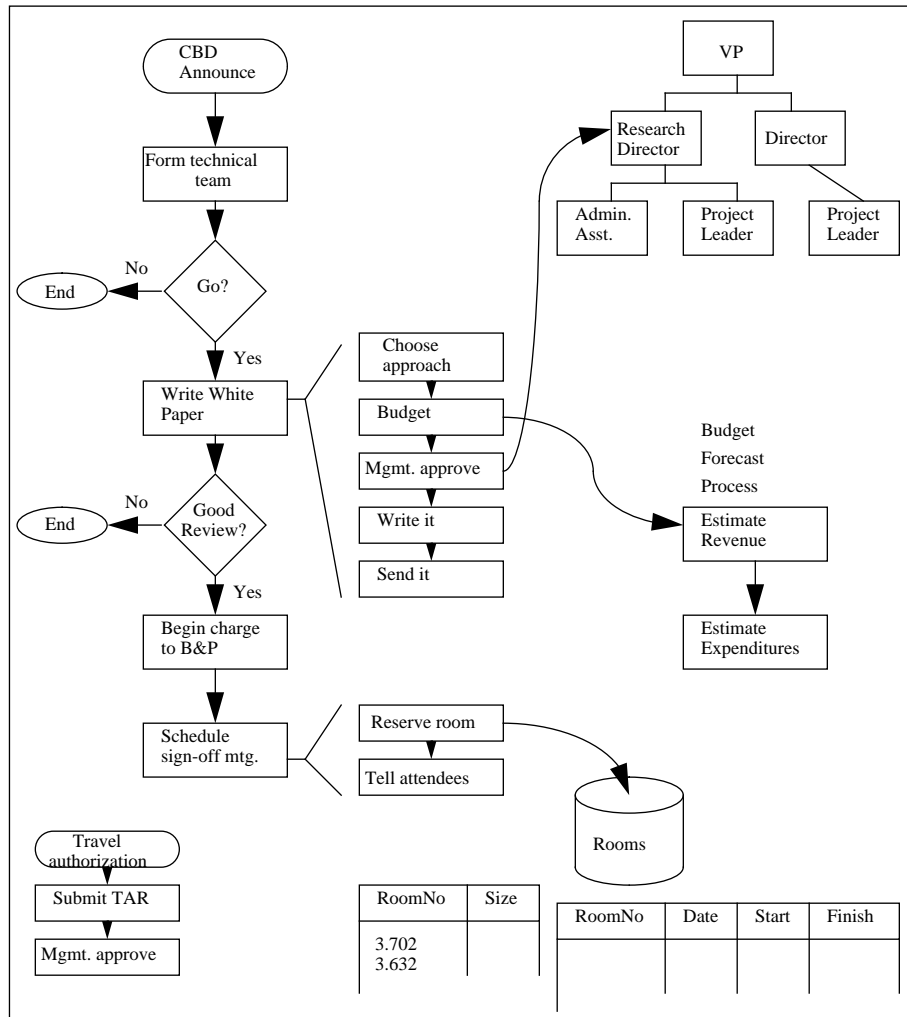 CBD
Announce
Form technical
team
Go?
No
End
Yes
Write White
Paper
Good
Review?
No
End
Yes
Begin charge
to B&P
Schedule
sign-off mtg.
Choose
approach
Budget
Mgmt. approve
Write it
Send it
Reserve room
Tell attendees
VP
Research
Director
Director
Admin.
Asst.
Project
Leader
Project
Leader
Budget
Forecast
Process
Estimate
Revenue
Estimate
Expenditures
Rooms
Travel
authorization
Submit TAR
Mgmt. approve
RoomNo Size
3.702
3.632
RoomNo Date Start Finish